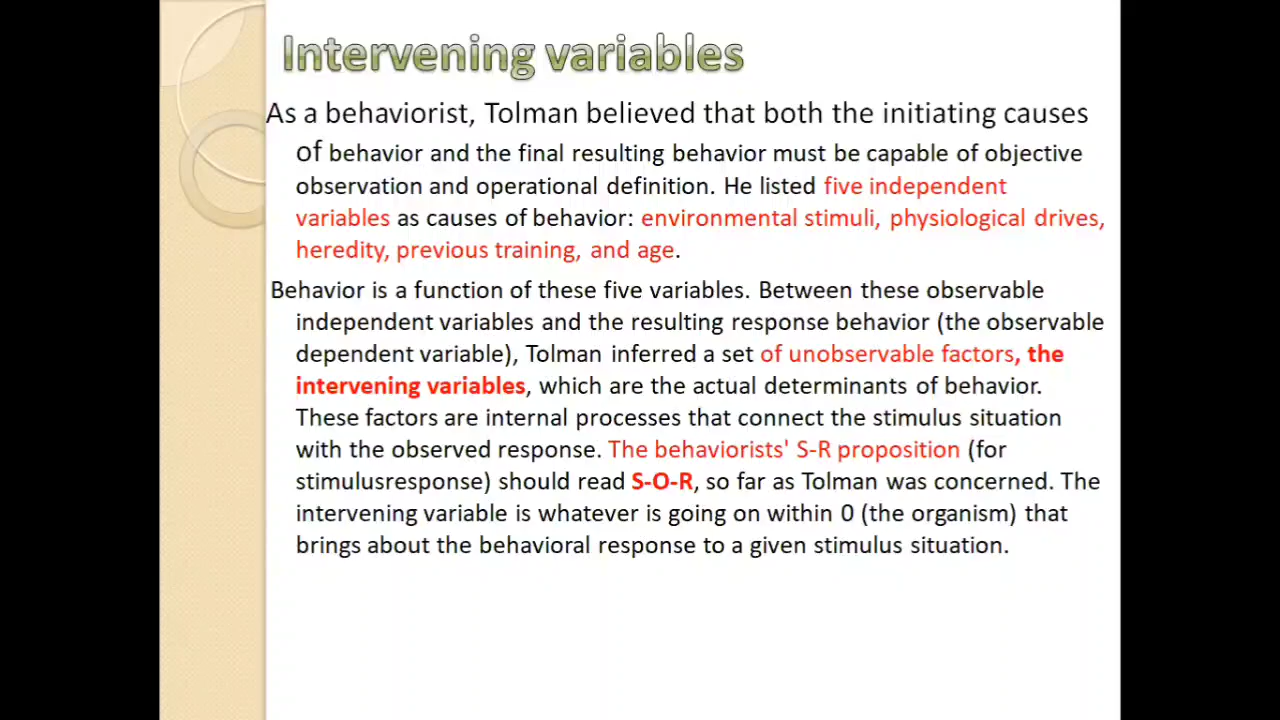 Intervening variables
As a behaviorist, Tolman believed that both the initiating causes
of behavior and the final resulting behavior must be capable of objective
observation and operational definition. He listed five independent
variables as causes of behavior: environmental stimuli, physiological drives,
heredity, previous training, and age.
Behavior is a function of these five variables. Between these observable
independent variables and the resulting response behavior (the observable
dependent variable), Tolman inferred a set of unobservable factors, the
intervening variables, which are the actual determinants of behavior.
These factors are internal processes that connect the stimulus situation
with the observed response. The behaviorists' S-R proposition (for
stimulusresponse) should read S-O-R, so far as Tolman was concerned. The
intervening variable is whatever is going on within 0 (the organism) that
brings about the behavioral response to a given stimulus situation.